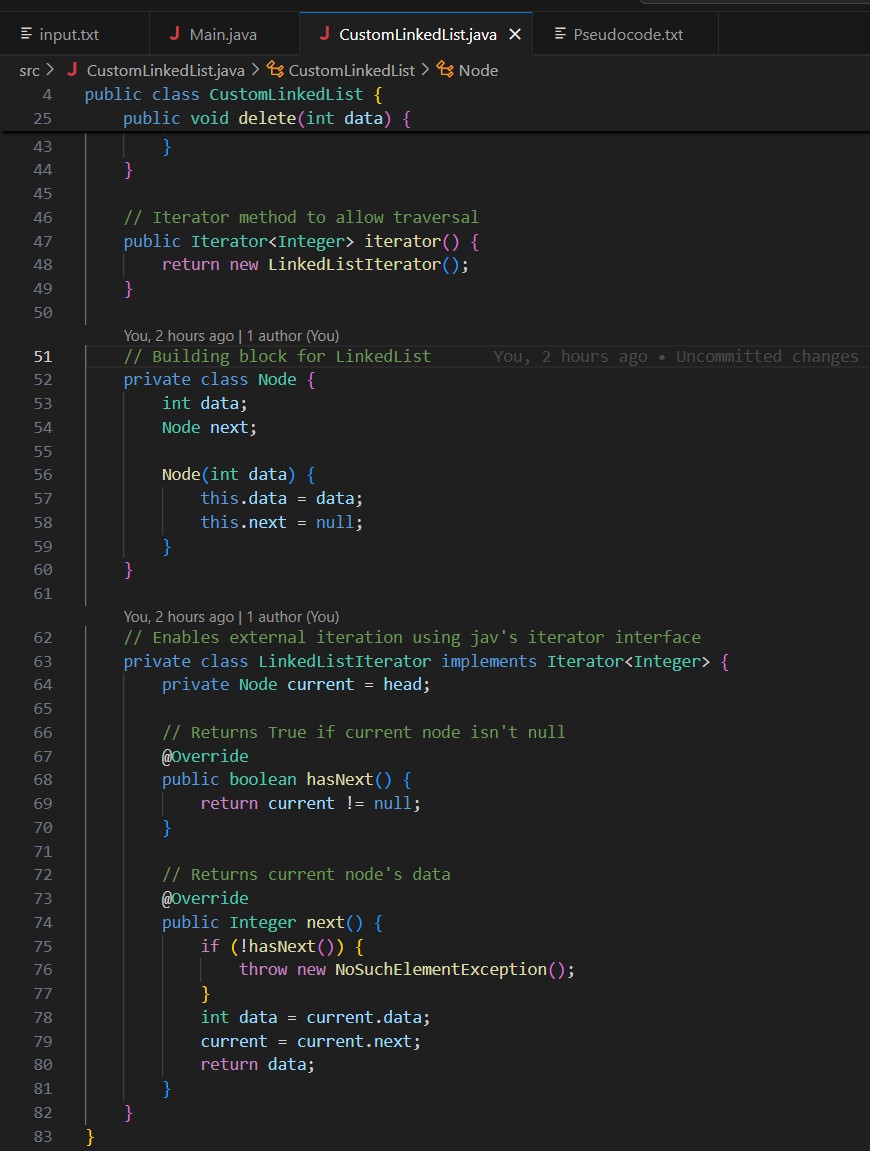 input.txt
Main.java
CustomLinkedList.java
Pseudocode.txt
src > CustomLinkedList.java > CustomLinkedList > Node
4 public class CustomLinkedList {
25 public void delete(int data) {
43 }
44 }
45
46 // Iterator method to allow traversal
47 public Iterator<Integer> iterator() {
48 return new LinkedListIterator();
49 }
50
You, 2 hours ago | 1 author (You)
51 // Building block for LinkedList You, 2 hours ago • Uncommitted changes
52 private class Node {
53 int data;
54 Node next;
55
56 Node(int data) {
57 this.data = data;
58 this.next = null;
59 }
60 }
61
You, 2 hours ago | 1 author (You)
62 // Enables external iteration using jav's iterator interface
63 private class LinkedListIterator implements Iterator<Integer> {
64 private Node current = head;
65
66 // Returns True if current node isn't null
67 @Override
68 public boolean hasNext() {
69 return current != null;
70 }
71
72 // Returns current node's data
73 @Override
74 public Integer next() {
75 if (!hasNext()) {
76 throw new NoSuchElementException();
77 }
78 int data = current.data;
79 current = current.next;
80 return data;
81 }
82 }
83 }